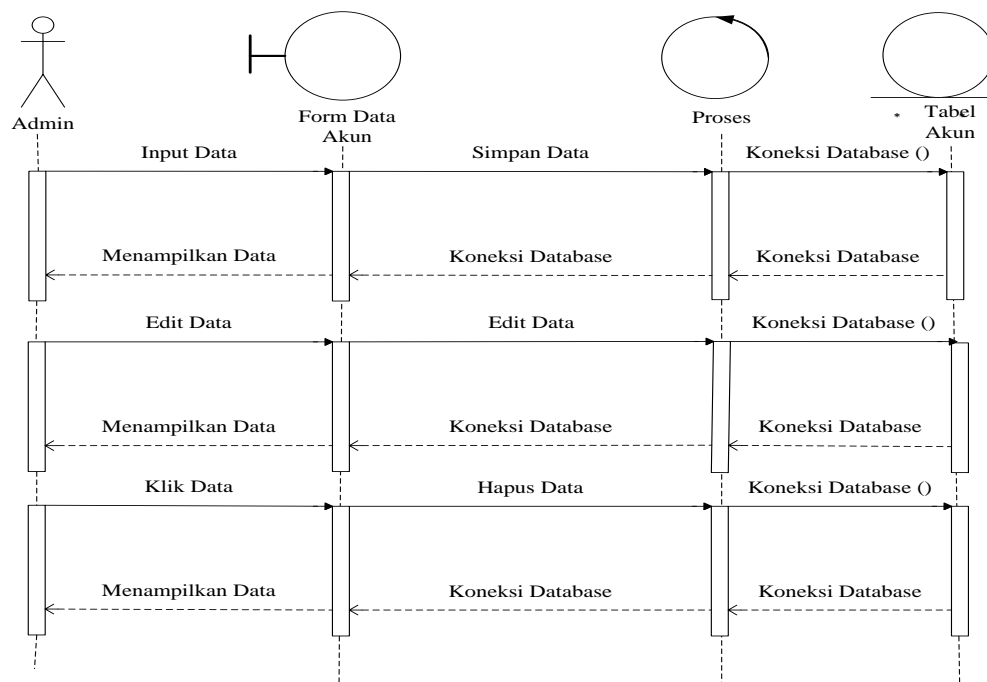 Admin
Form Data
Akun
Proses
* Tabel *
Akun
Input Data
Simpan Data
Koneksi Database ()
Menampilkan Data
Koneksi Database
Koneksi Database
Edit Data
Edit Data
Koneksi Database ()
Menampilkan Data
Koneksi Database
Koneksi Database
Klik Data
Hapus Data
Koneksi Database ()
Menampilkan Data
Koneksi Database
Koneksi Database